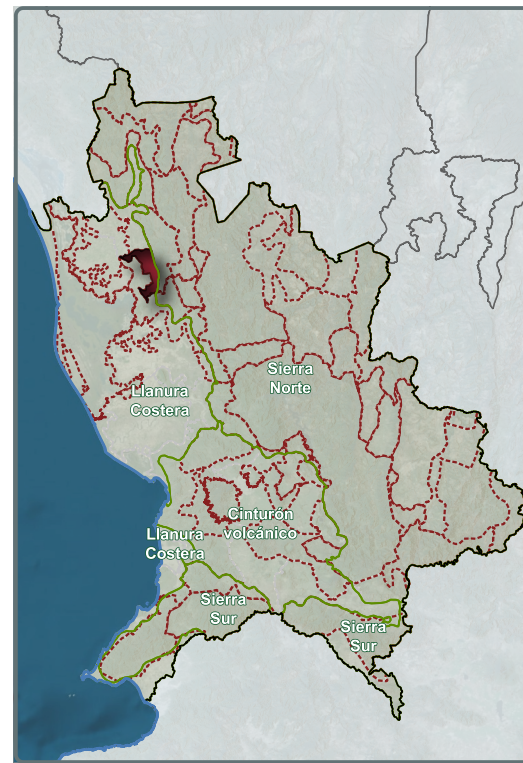 Sierra
Norte
Llanura
Costera
Cinturón
volcánico
Llanura
Costera
Sierra
Sur
Sierra
Sur